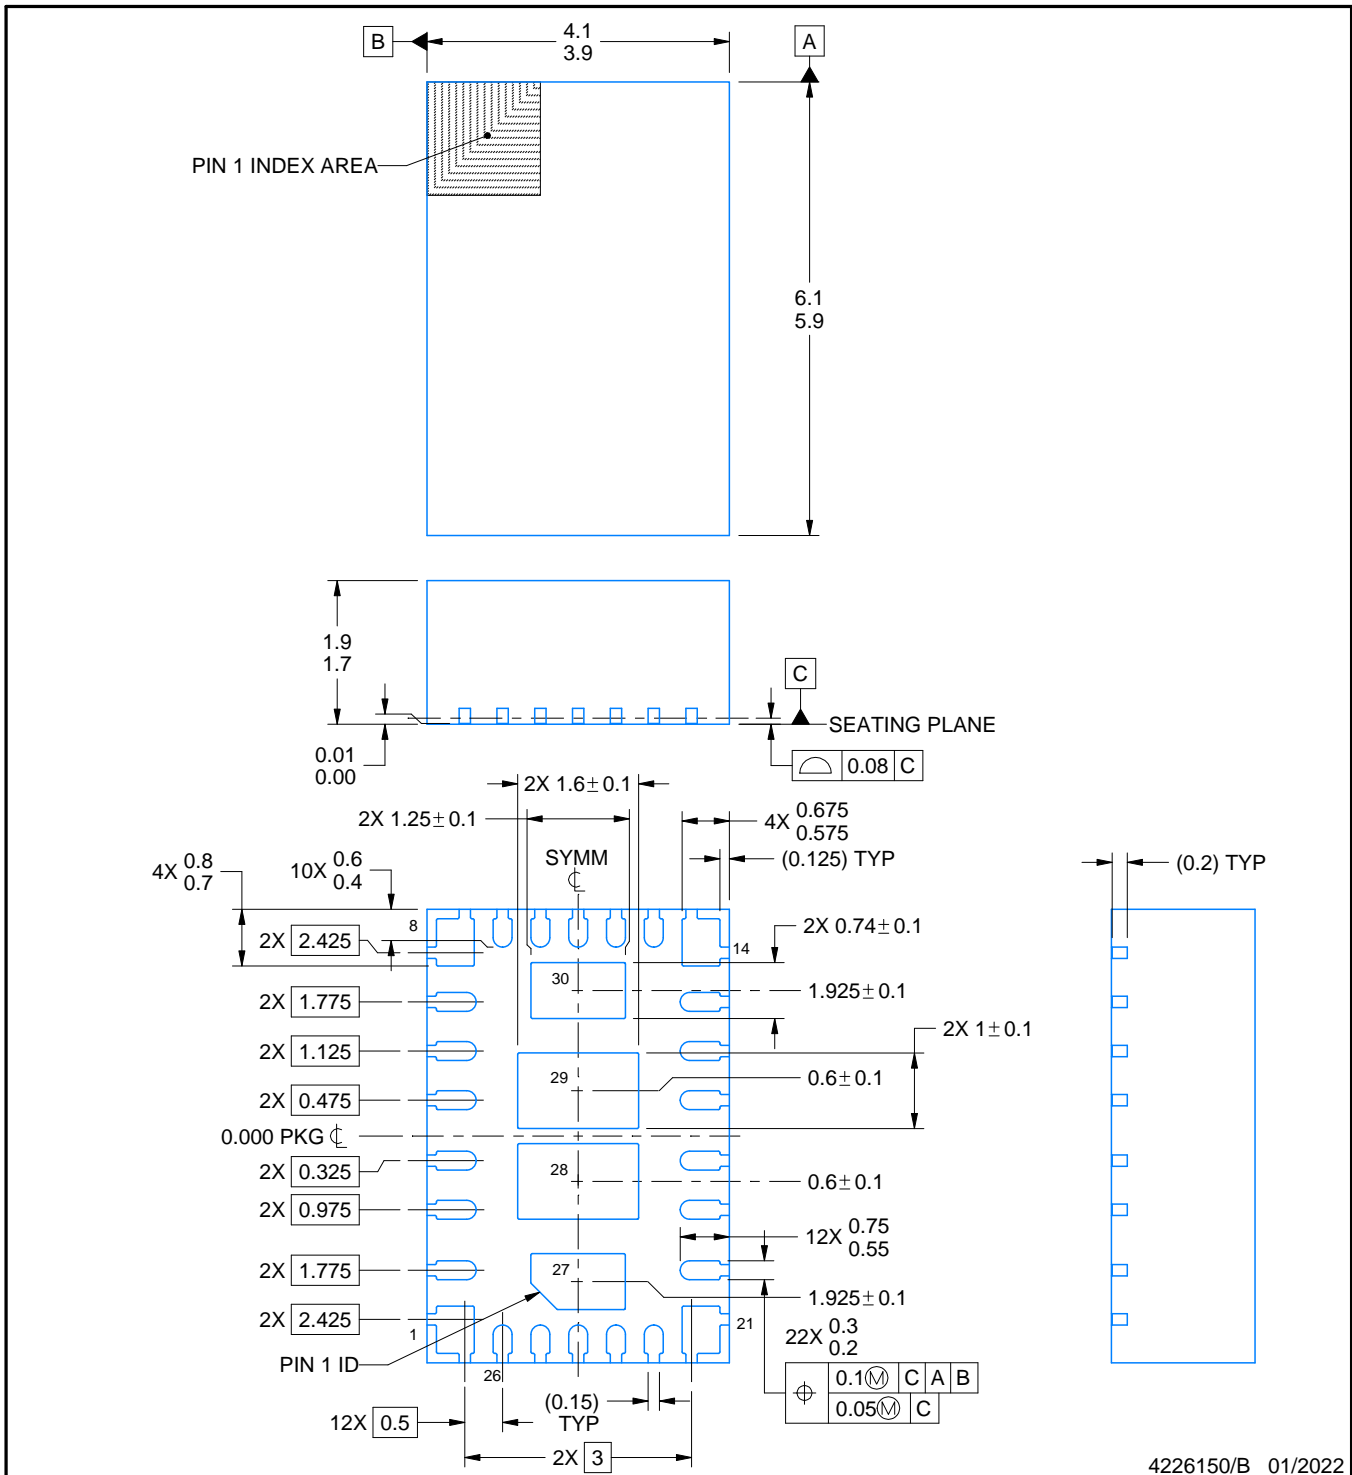 B
4.1
3.9
A
PIN 1 INDEX AREA
6.1
5.9
1.9
1.7
C
SEATING PLANE
0.01
0.00
0.08 C
2X 1.6±0.1
2X 1.25±0.1
4X 0.675
0.575
(0.125) TYP
(0.2) TYP
SYMM
4X 0.8
0.7
10X 0.6
0.4
8
14
2X 2.425
2X 0.74±0.1
30
1.925±0.1
2X 1.775
2X 1±0.1
2X 1.125
29
0.6±0.1
2X 0.475
0.000 PKG
2X 0.325
28
0.6±0.1
2X 0.975
12X 0.75
0.55
2X 1.775
27
1.925±0.1
2X 2.425
1
21
22X 0.3
0.2
PIN 1 ID
26
0.1Ⓜ C A B
0.05Ⓜ C
(0.15)
TYP
12X 0.5
2X 3
4226150/B 01/2022